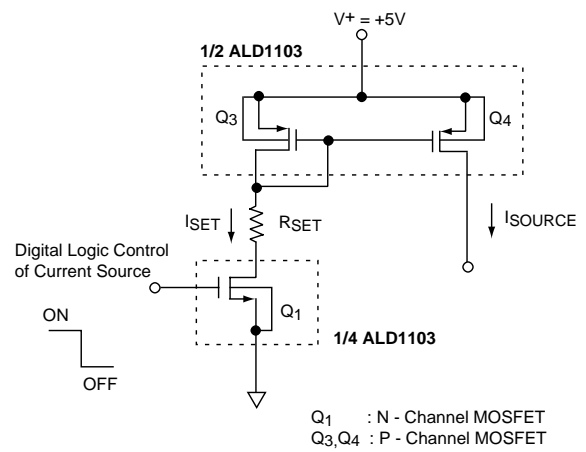 V+ = +5V
1/2 ALD1103
Q3
Q4
ISET
RSET
ISOURCE
Digital Logic Control
of Current Source
Q1
ON
OFF
1/4 ALD1103
Q1 : N - Channel MOSFET
Q3,Q4 : P - Channel MOSFET